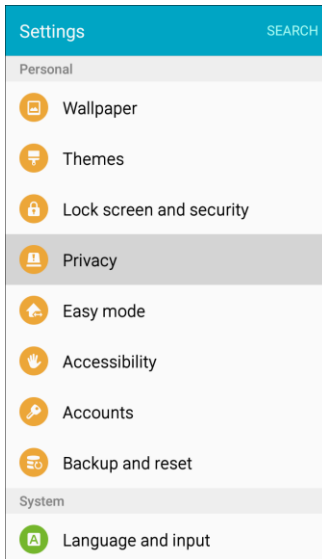 Settings
SEARCH
Personal
Wallpaper
Themes
Lock screen and security
Privacy
Easy mode
Accessibility
Accounts
Backup and reset
System
A
Language and input